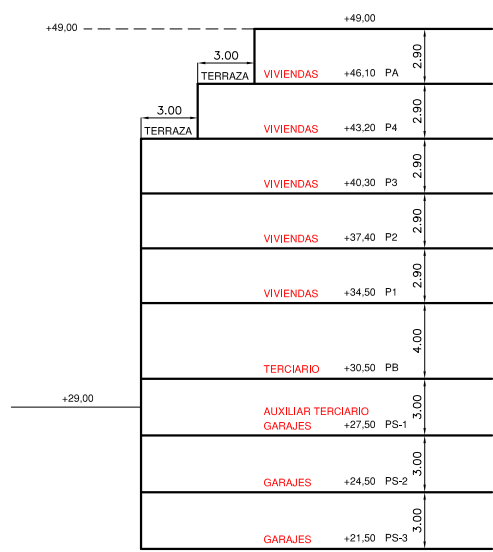 +49,00
+49,00
3.00
2.90
TERRAZA
VIVIENDAS +46,10 PA
3.00
2.90
TERRAZA
VIVIENDAS +43,20 P4
2.90
VIVIENDAS +40,30 P3
2.90
VIVIENDAS +37,40 P2
2.90
VIVIENDAS +34,50 P1
4.00
TERCIARIO +30,50 PB
+29,00
3.00
AUXILIAR TERCIARIO
GARAJES +27,50 PS-1
3.00
GARAJES +24,50 PS-2
3.00
GARAJES +21,50 PS-3